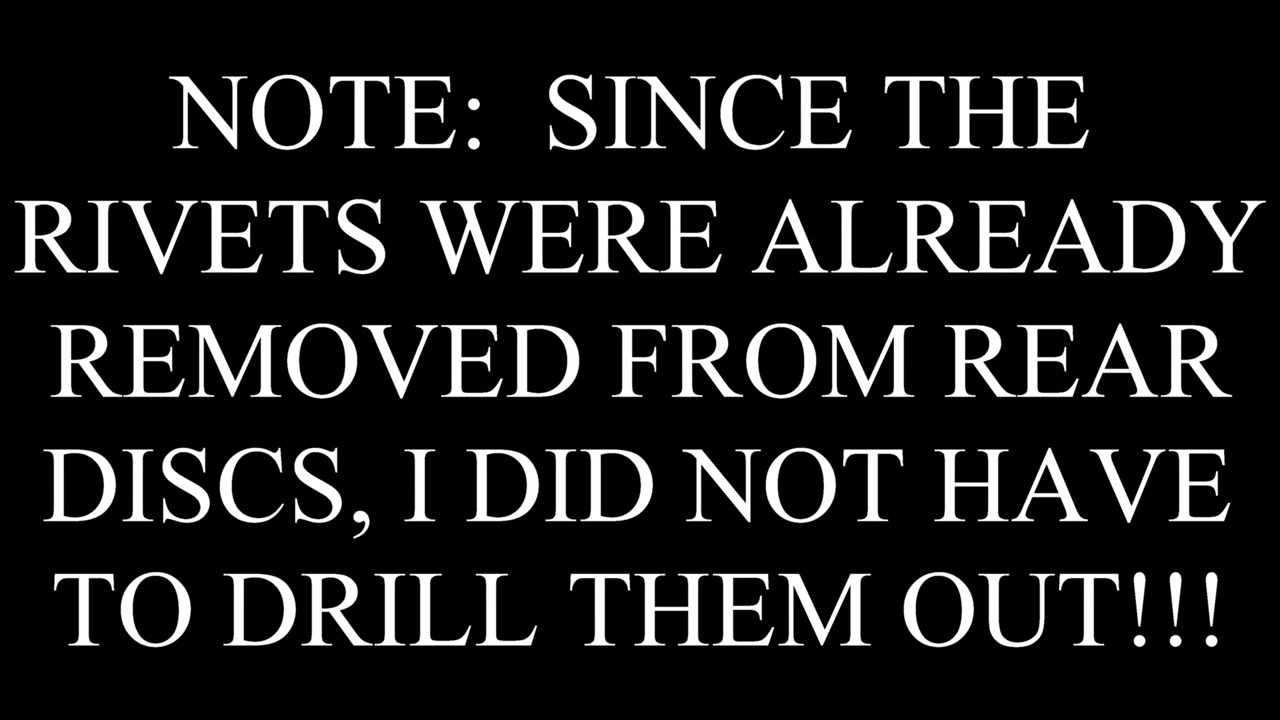 NOTE:  SINCE THE
RIVETS WERE ALREADY
REMOVED FROM REAR
DISCS, I DID NOT HAVE
TO DRILL THEM OUT!!!